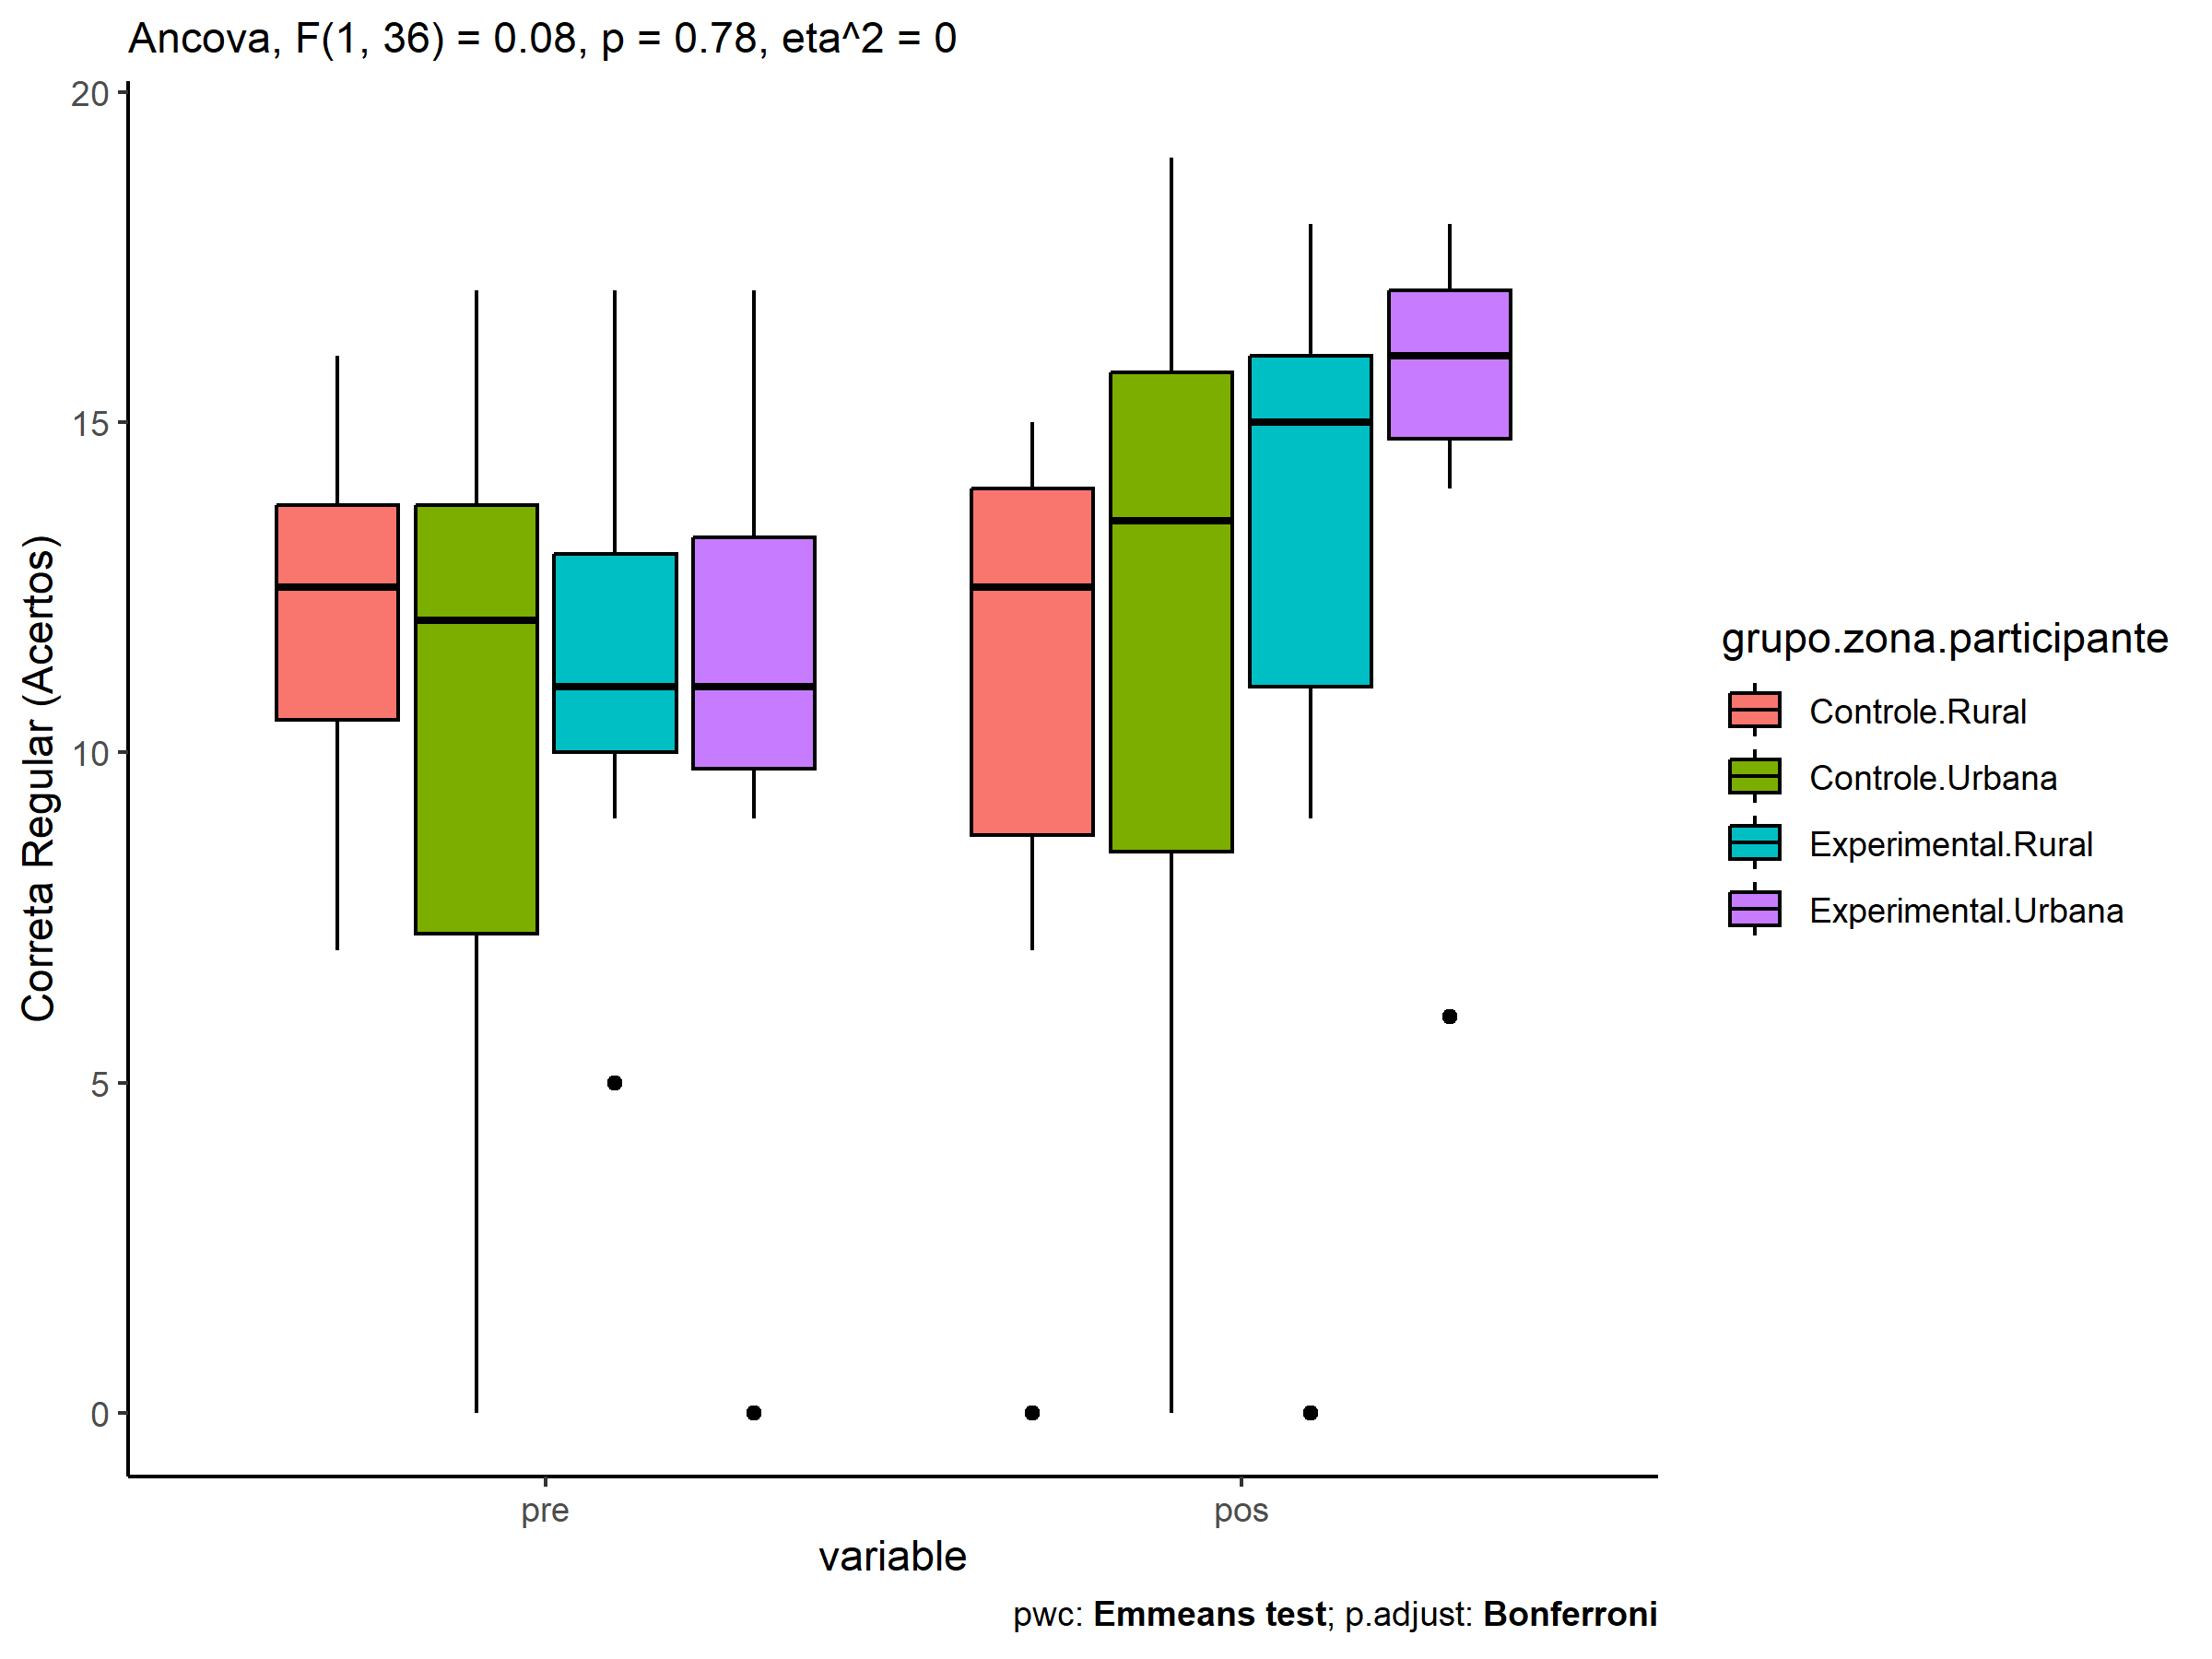 Ancova, F(1, 36) = 0.08, p = 0.78, eta^2 = 0
Correta Regular (Acertos)
20
15
10
5
0
pre
pos
variable
grupo.zona.participante
Controle.Rural
Controle.Urbana
Experimental.Rural
Experimental.Urbana
pwc: Emmeans test; p.adjust: Bonferroni